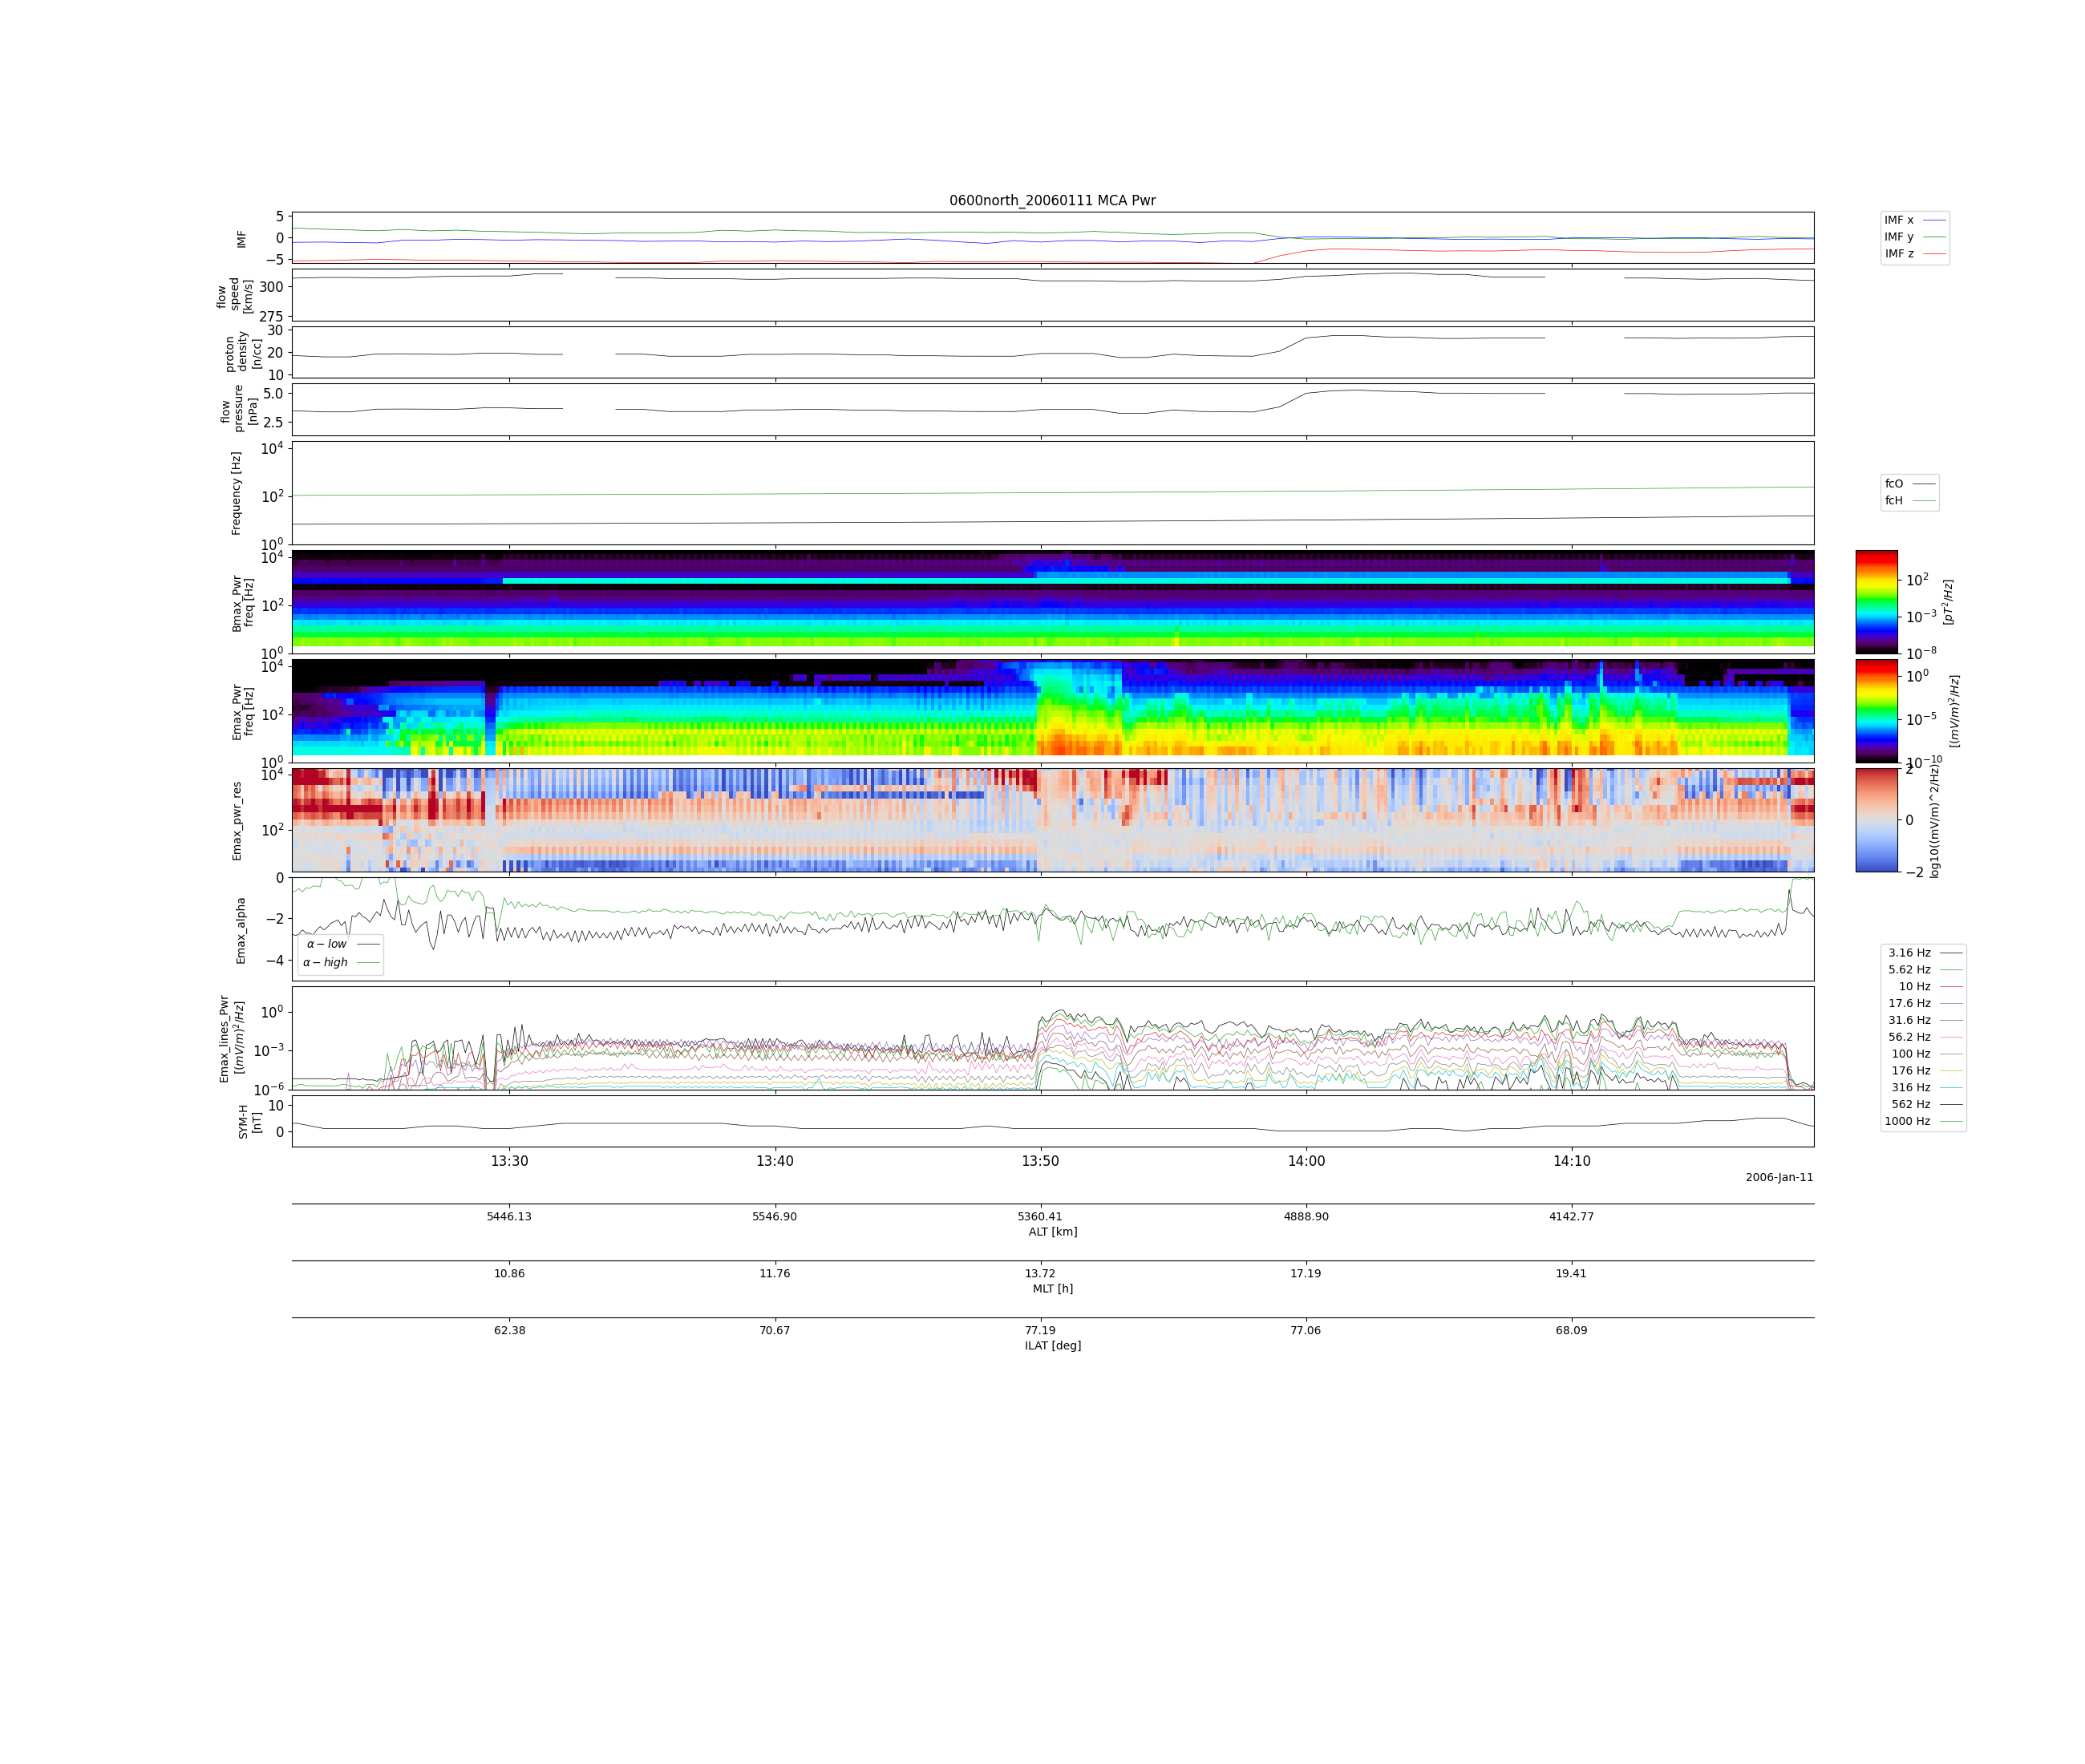 0600north_20060111 MCA Pwr
5
0
−5
IMF
IMF x
IMF y
IMF z
300
275
flow
speed
[km/s]
30
20
10
proton
density
[n/cc]
5.0
2.5
flow
pressure
[nPa]
10^4
10^2
10^0
Frequency [Hz]
fcO
fcH
10^4
10^2
10^0
Bmax_Pwr
freq [Hz]
10^2
10^−3
10^−8
[pT^2/Hz]
10^4
10^2
10^0
Emax_Pwr
freq [Hz]
10^0
10^−5
10^−10
[(mV/m)^2/Hz]
10^4
10^2
Emax_pwr_res
2
0
−2
log10((mV/m)^2/Hz)
0
−2
−4
Emax_alpha
α − low
α − high
10^0
10^−3
10^−6
Emax_lines_Pwr
[(mV/m)^2/Hz]
3.16 Hz
5.62 Hz
10 Hz
17.6 Hz
31.6 Hz
56.2 Hz
100 Hz
176 Hz
316 Hz
562 Hz
1000 Hz
10
0
SYM-H
[nT]
13:30 13:40 13:50 14:00 14:10
2006-Jan-11
5446.13 5546.90 5360.41 4888.90 4142.77
ALT [km]
10.86 11.76 13.72 17.19 19.41
MLT [h]
62.38 70.67 77.19 77.06 68.09
ILAT [deg]